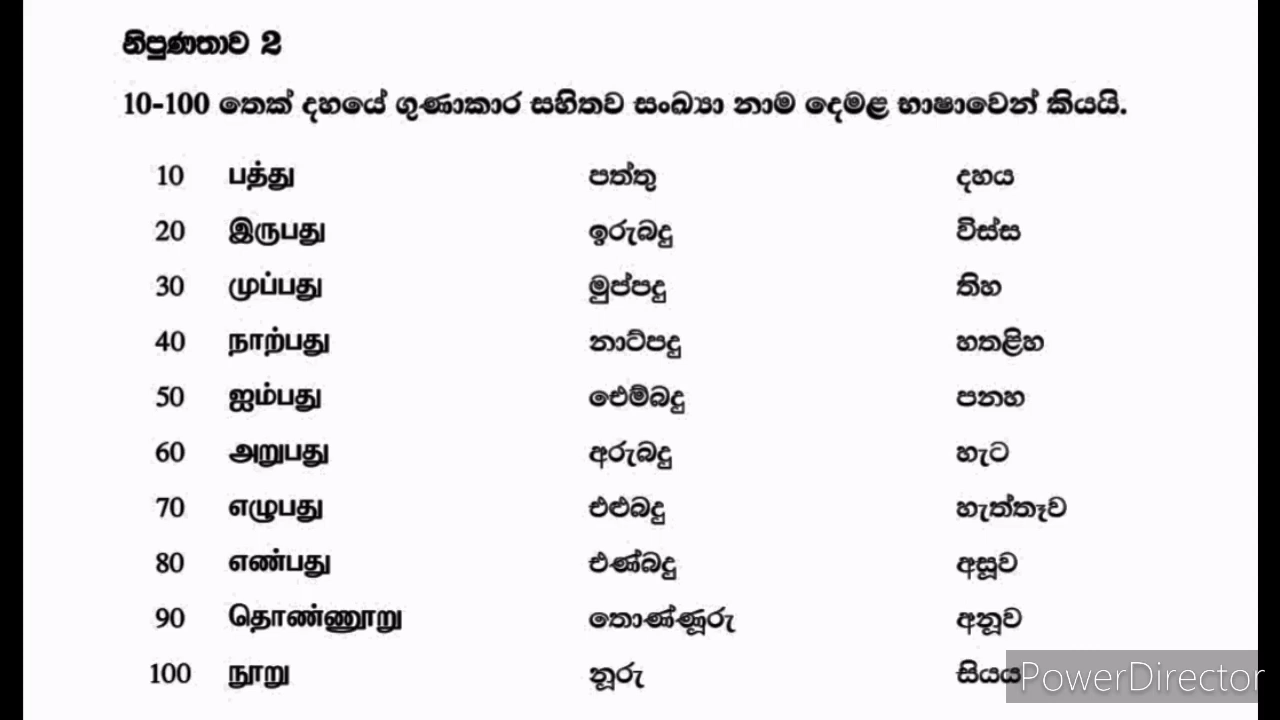 නිපුණතාව 2
10-100 තෙක් දහයේ ගුණාකාර සහිතව සංඛ්‍යා නාම දෙමළ භාෂාවෙන් කියයි.
10 பத்து පත්තු දහය
20 இருபது ඉරුබදු විස්ස
30 முப்பது මුප්පදු තිහ
40 நாற்பது නාට්පදු හතළිහ
50 ஐம்பது ඓම්බදු පනහ
60 அறுபது අරුබදු හැට
70 எழுபது එළුබදු හැත්තෑව
80 எண்பது එණ්බදු අසූව
90 தொண்ணூறு තොණ්ණූරු අනූව
100 நூறு නූරු සියය
PowerDirector